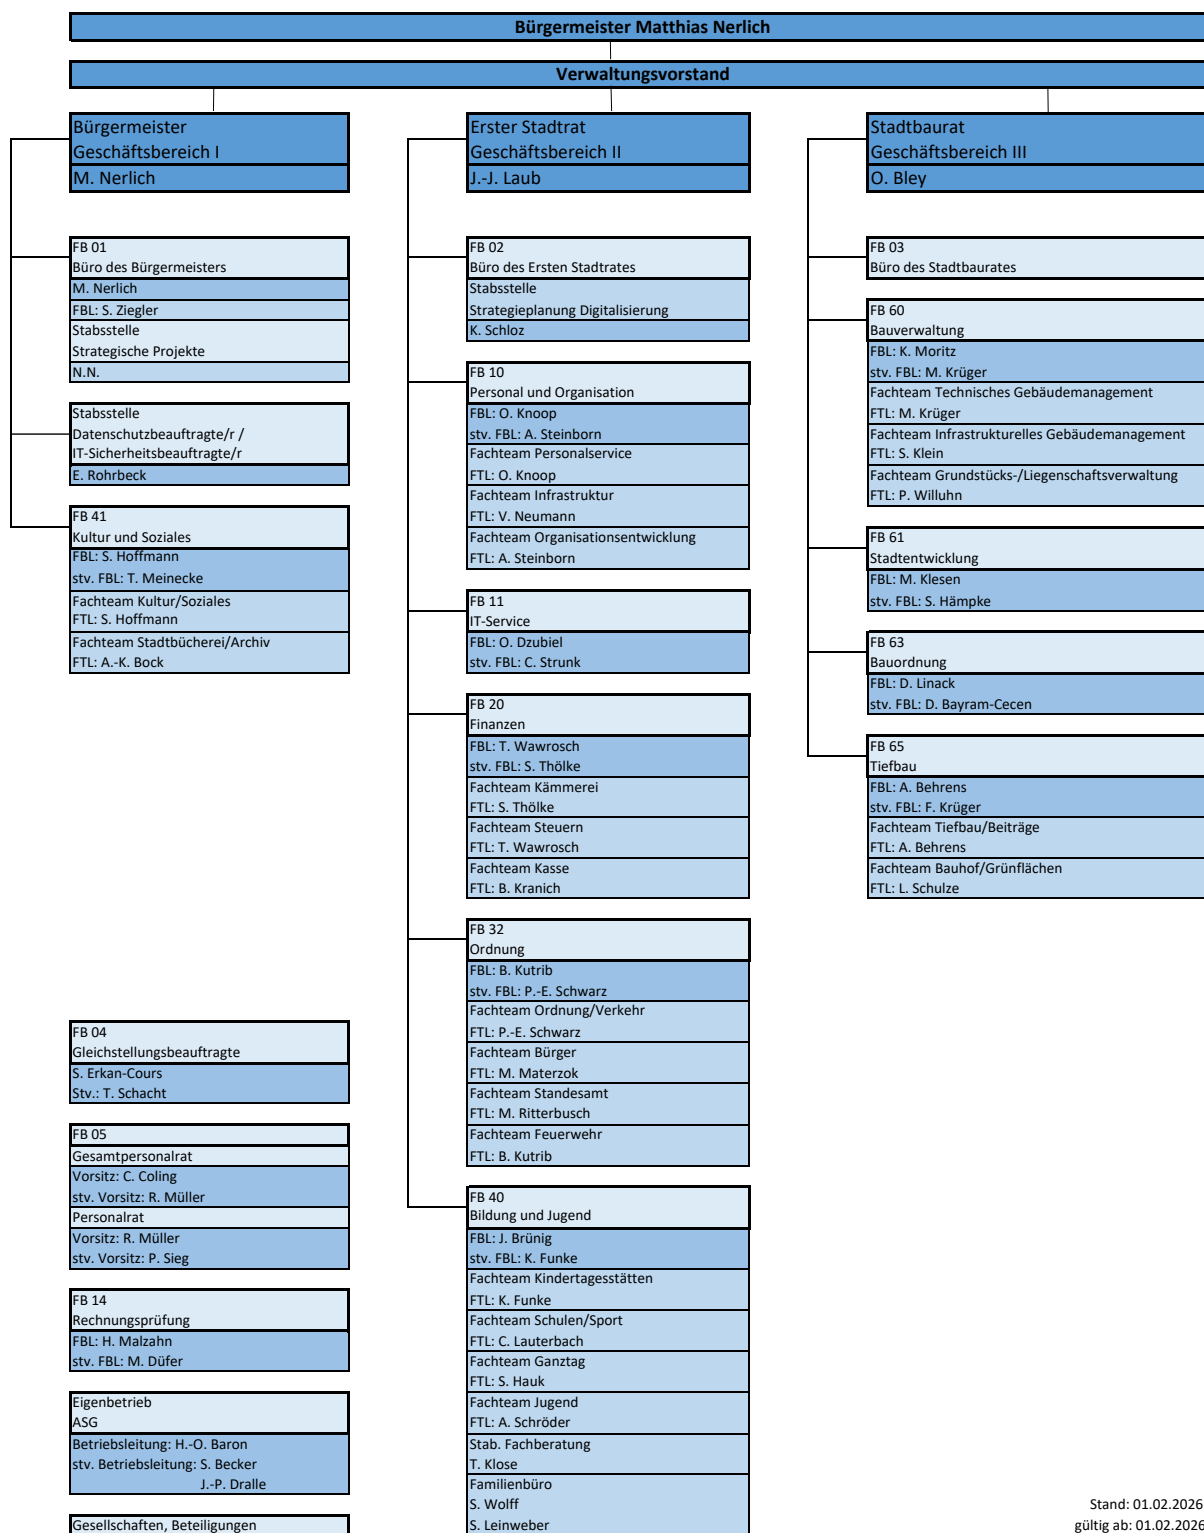 Bürgermeister Matthias Nerlich
Verwaltungsvorstand
Bürgermeister
Geschäftsbereich I
M. Nerlich
FB 01
Büro des Bürgermeisters
M. Nerlich
FBL: S. Ziegler
Stabsstelle
Strategische Projekte
N.N.
Stabsstelle
Datenschutzbeauftragte/r /
IT-Sicherheitsbeauftragte/r
E. Rohrbeck
FB 41
Kultur und Soziales
FBL: S. Hoffmann
stv. FBL: T. Meinecke
Fachteam Kultur/Soziales
FTL: S. Hoffmann
Fachteam Stadtbücherei/Archiv
FTL: A.-K. Bock
FB 04
Gleichstellungsbeauftragte
S. Erkan-Cours
Stv.: T. Schacht
FB 05
Gesamtpersonalrat
Vorsitz: C. Coling
stv. Vorsitz: R. Müller
Personalrat
Vorsitz: R. Müller
stv. Vorsitz: P. Sieg
FB 14
Rechnungsprüfung
FBL: H. Malzahn
stv. FBL: M. Düfer
Eigenbetrieb
ASG
Betriebsleitung: H.-O. Baron
stv. Betriebsleitung: S. Becker
J.-P. Dralle
Gesellschaften, Beteiligungen
Erster Stadtrat
Geschäftsbereich II
J.-J. Laub
FB 02
Büro des Ersten Stadtrates
Stabsstelle
Strategieplanung Digitalisierung
K. Schloz
FB 10
Personal und Organisation
FBL: O. Knoop
stv. FBL: A. Steinborn
Fachteam Personalservice
FTL: O. Knoop
Fachteam Infrastruktur
FTL: V. Neumann
Fachteam Organisationsentwicklung
FTL: A. Steinborn
FB 11
IT-Service
FBL: O. Dzubiel
stv. FBL: C. Strunk
FB 20
Finanzen
FBL: T. Wawrosch
stv. FBL: S. Thölke
Fachteam Kämmerei
FTL: S. Thölke
Fachteam Steuern
FTL: T. Wawrosch
Fachteam Kasse
FTL: B. Kranich
FB 32
Ordnung
FBL: B. Kutrib
stv. FBL: P.-E. Schwarz
Fachteam Ordnung/Verkehr
FTL: P.-E. Schwarz
Fachteam Bürger
FTL: M. Materzok
Fachteam Standesamt
FTL: M. Ritterbusch
Fachteam Feuerwehr
FTL: B. Kutrib
FB 40
Bildung und Jugend
FBL: J. Brünig
stv. FBL: K. Funke
Fachteam Kindertagesstätten
FTL: K. Funke
Fachteam Schulen/Sport
FTL: C. Lauterbach
Fachteam Ganztag
FTL: S. Hauk
Fachteam Jugend
FTL: A. Schröder
Stab. Fachberatung
T. Klose
Familienbüro
S. Wolff
S. Leinweber
Stadtbaurat
Geschäftsbereich III
O. Bley
FB 03
Büro des Stadtbaurates
FB 60
Bauverwaltung
FBL: K. Moritz
stv. FBL: M. Krüger
Fachteam Technisches Gebäudemanagement
FTL: M. Krüger
Fachteam Infrastrukturelles Gebäudemanagement
FTL: S. Klein
Fachteam Grundstücks-/Liegenschaftsverwaltung
FTL: P. Willuhn
FB 61
Stadtentwicklung
FBL: M. Klesen
stv. FBL: S. Hämpke
FB 63
Bauordnung
FBL: D. Linack
stv. FBL: D. Bayram-Cecen
FB 65
Tiefbau
FBL: A. Behrens
stv. FBL: F. Krüger
Fachteam Tiefbau/Beiträge
FTL: A. Behrens
Fachteam Bauhof/Grünflächen
FTL: L. Schulze
Stand: 01.02.2026
gültig ab: 01.02.2026